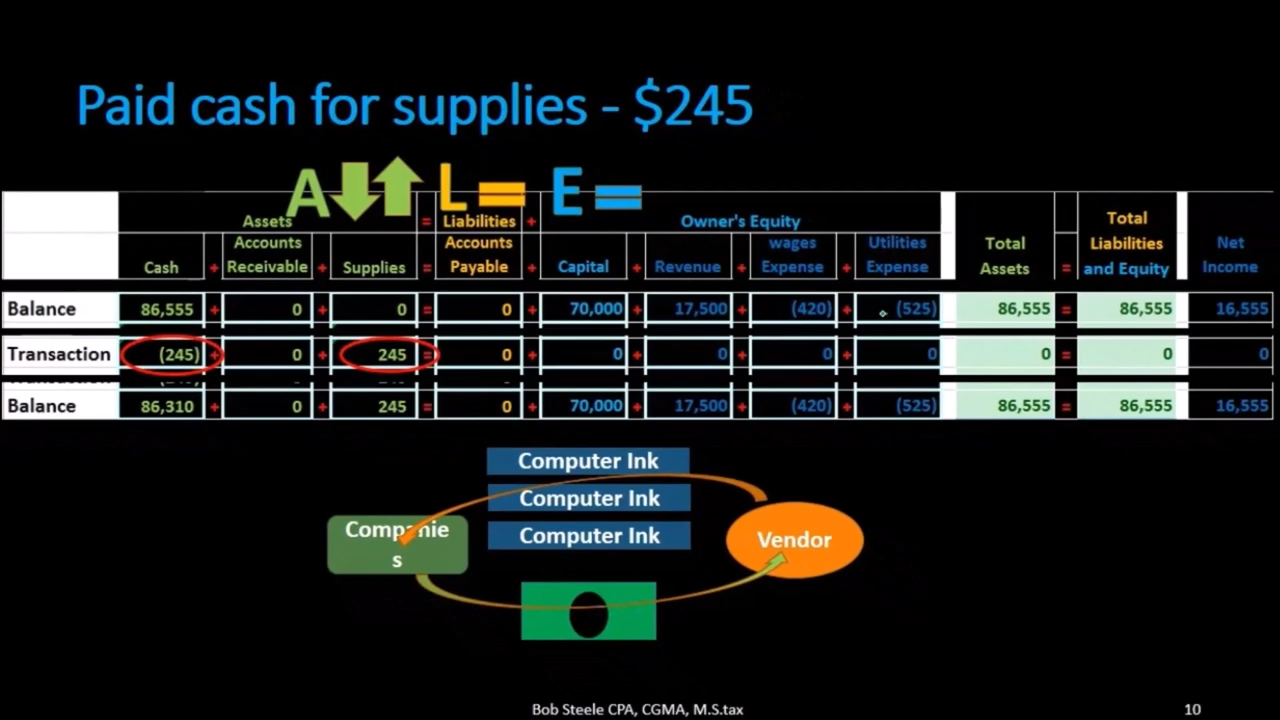 Paid cash for supplies - $245
A L = E =
Assets = Liabilities + Owner's Equity Total Assets = Total Liabilities and Equity Net Income
Cash + Accounts Receivable + Supplies = Accounts Payable + Capital + Revenue + wages Expense + Utilities Expense
Balance 86,555 + 0 + 0 = 0 + 70,000 + 17,500 + (420) + (525) 86,555 = 86,555 16,555
Transaction (245) + 0 + 245 = 0 + 0 + 0 + 0 + 0 0 = 0 0
Balance 86,310 + 0 + 245 = 0 + 70,000 + 17,500 + (420) + (525) 86,555 = 86,555 16,555
Computer Ink
Computer Ink
Computer Ink
Companie
s
Vendor
Bob Steele CPA, CGMA, M.S.tax 10